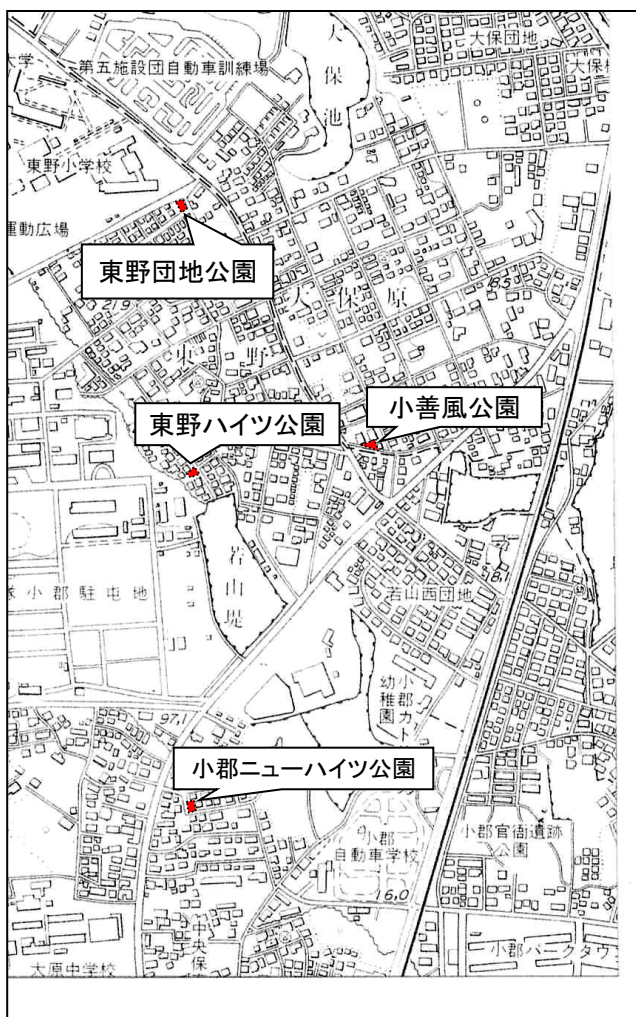 大保団地
大学
第五施設団自動車訓練場
大保池
東野小学校
運動広場
東野団地公園
21.9
大保原
東野
小善風公園
東野ハイツ公園
若山堤
小郡駐屯地
若山西団地
小郡カト
幼稚園
97.1
小郡ニューハイツ公園
小郡
自動車学校
小郡官衙遺跡
公園
16.0
中央保
大原中学校
小郡パークタウ